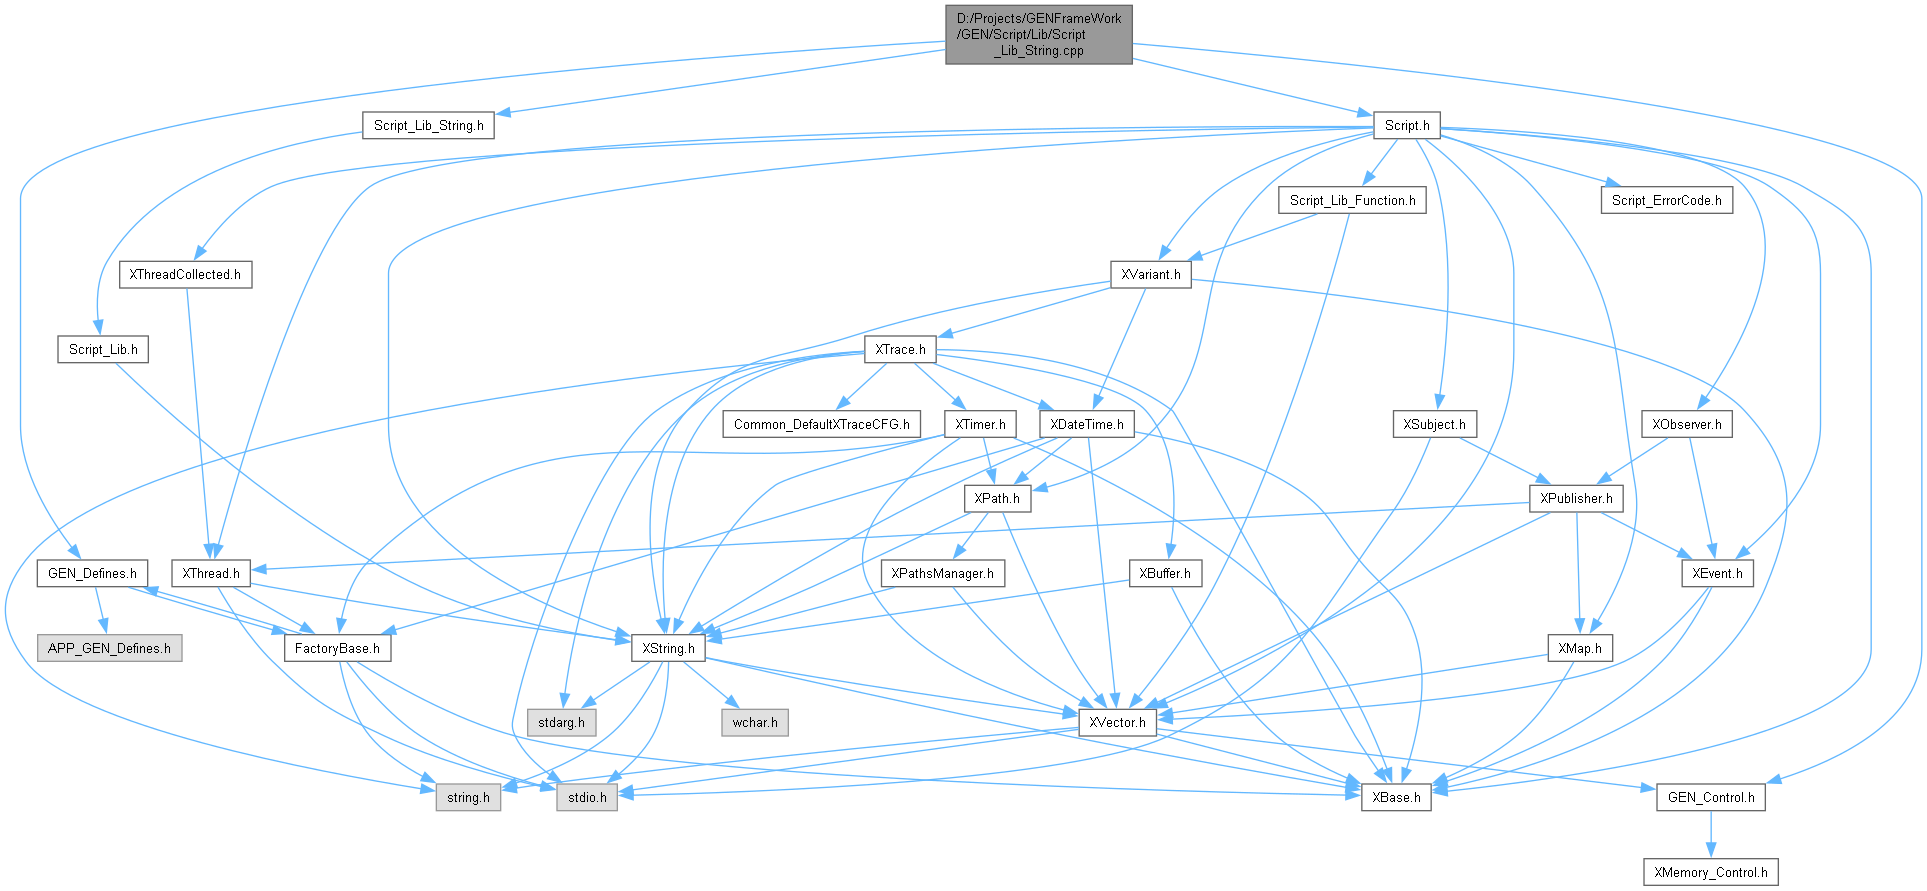 D:/Projects/GENFrameWork
/GEN/Script/Lib/Script
_Lib_String.cpp
Script_Lib_String.h
Script.h
Script_Lib_Function.h
Script_ErrorCode.h
XThreadCollected.h
XVariant.h
Script_Lib.h
XTrace.h
Common_DefaultXTraceCFG.h
XTimer.h
XDateTime.h
XSubject.h
XObserver.h
XPath.h
XPublisher.h
GEN_Defines.h
XThread.h
XPathsManager.h
XBuffer.h
XEvent.h
APP_GEN_Defines.h
FactoryBase.h
XString.h
XMap.h
stdarg.h
wchar.h
XVector.h
string.h
stdio.h
XBase.h
GEN_Control.h
XMemory_Control.h